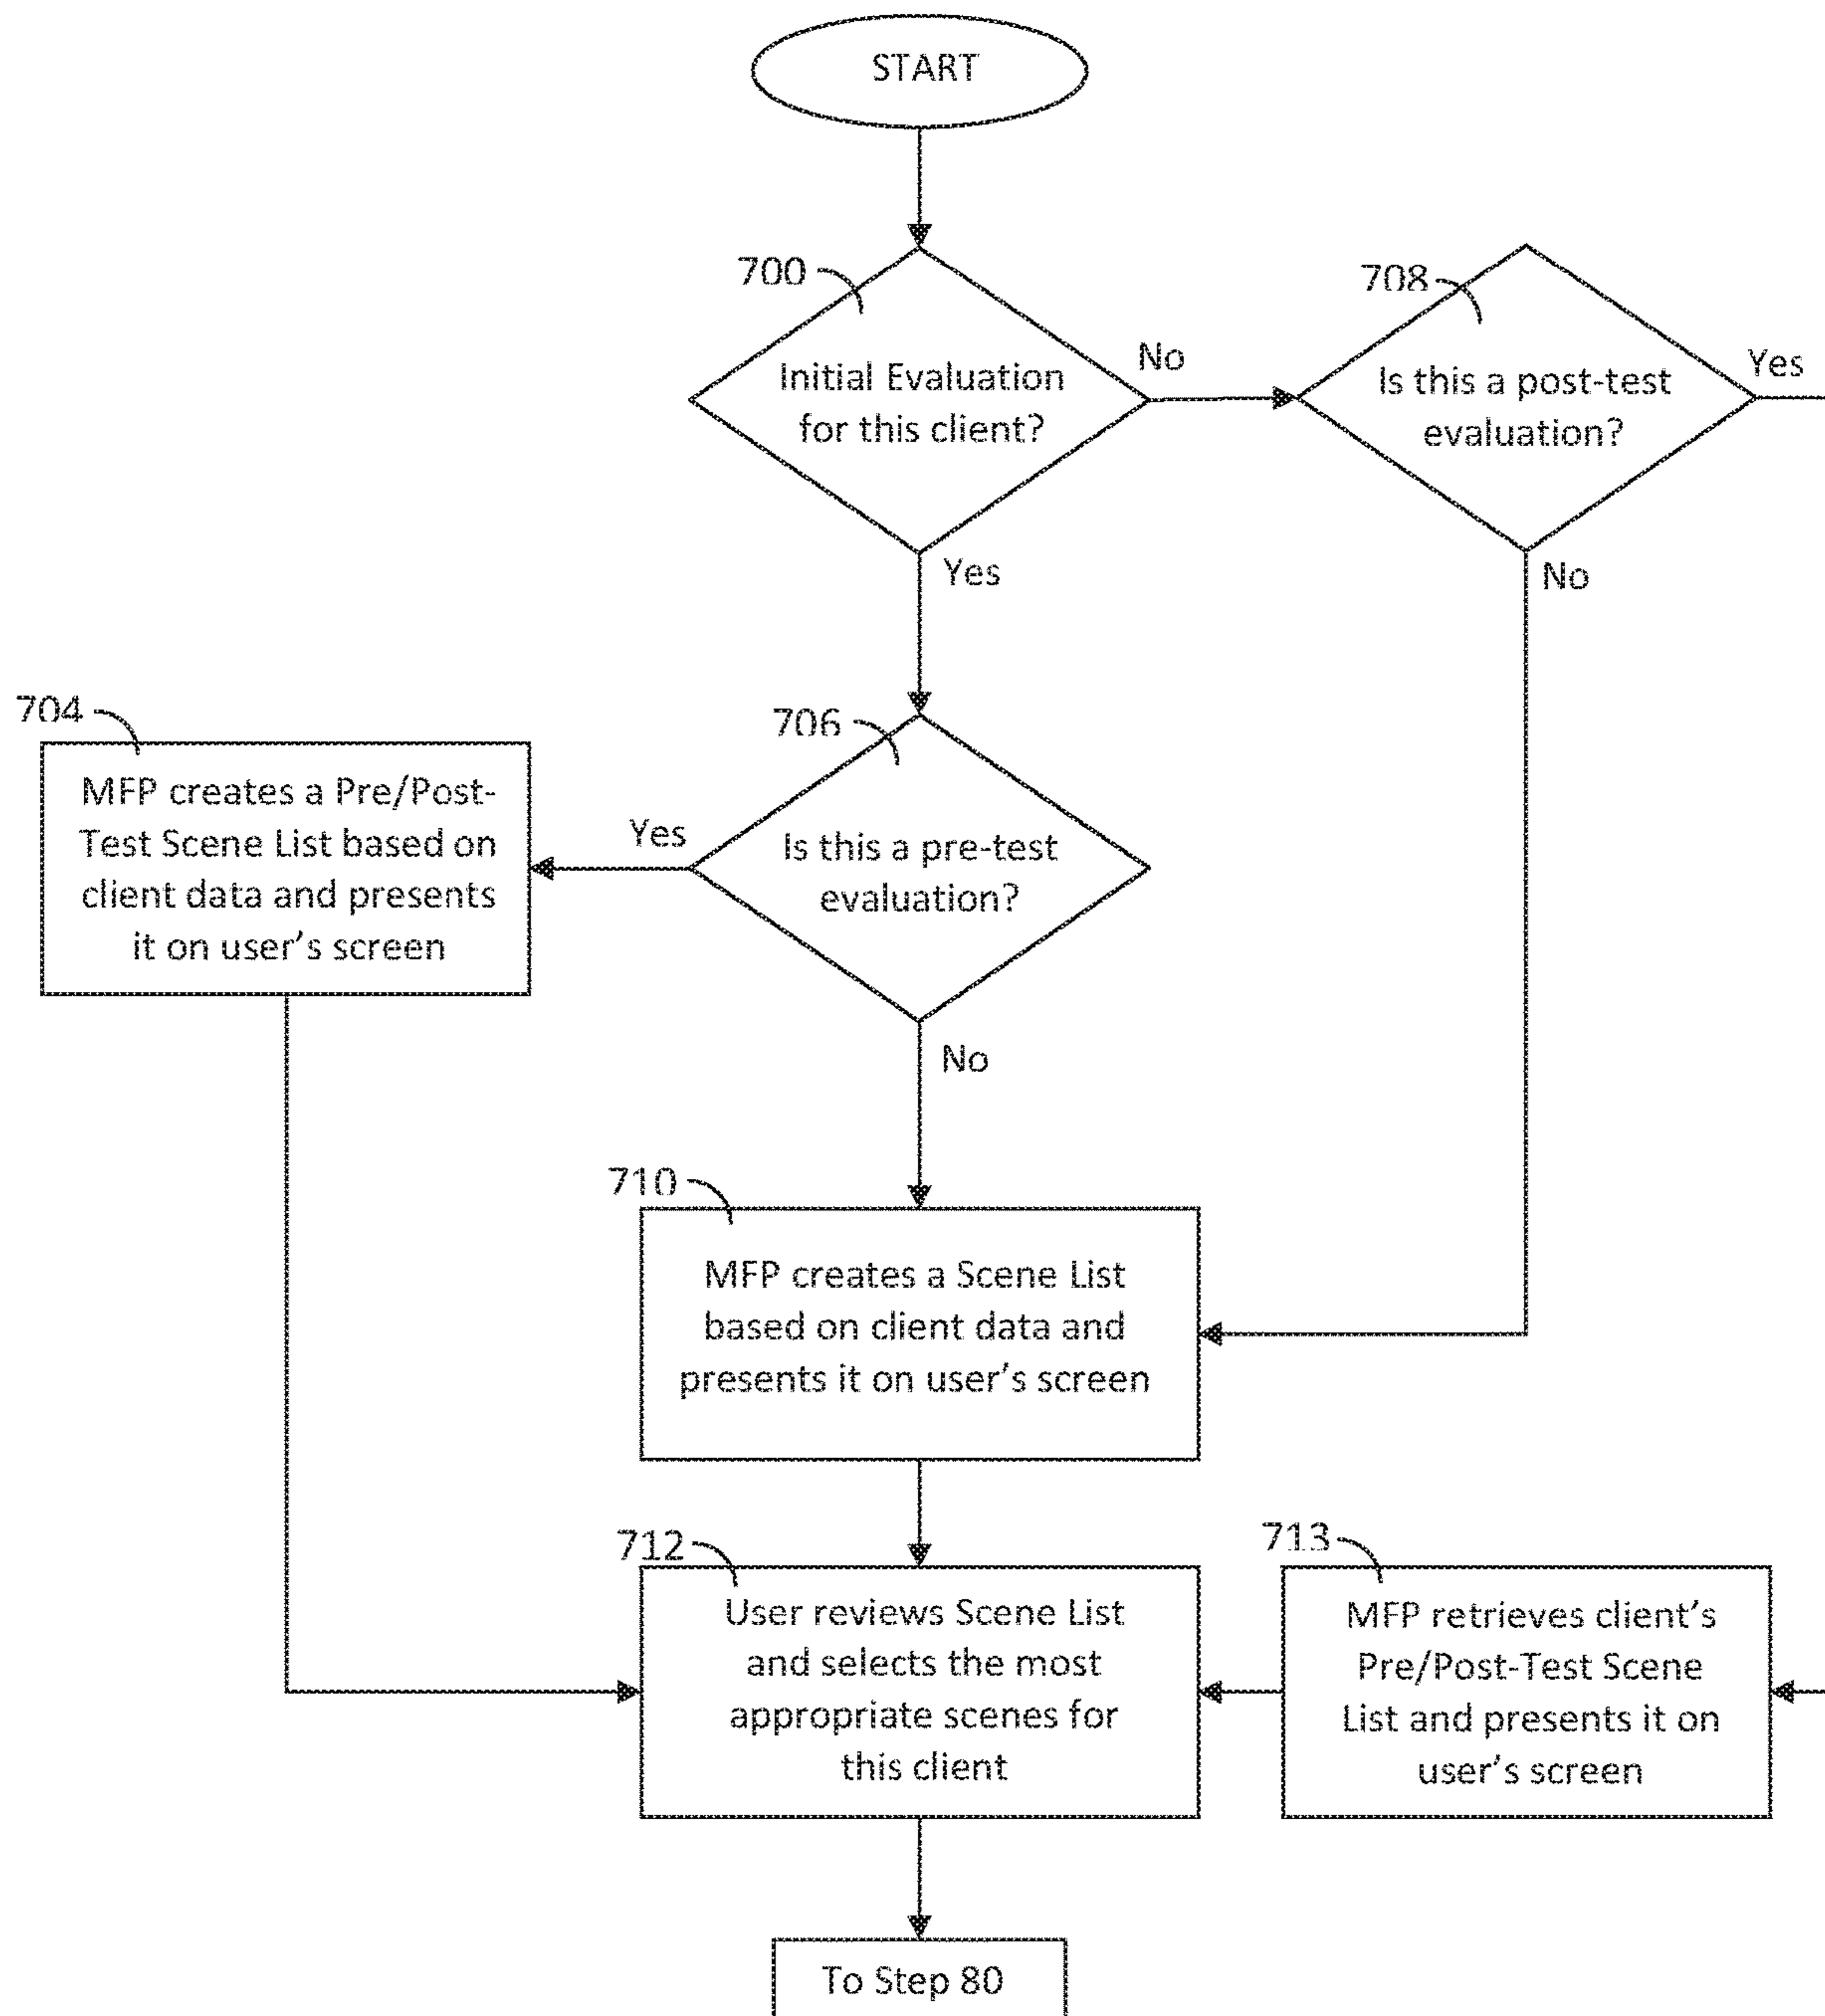 START
700
Initial Evaluation
for this client?
No
708
Is this a post-test
evaluation?
Yes
Yes
No
704
MFP creates a Pre/Post-
Test Scene List based on
client data and presents
it on user's screen
Yes
706
Is this a pre-test
evaluation?
No
710
MFP creates a Scene List
based on client data and
presents it on user's screen
712
User reviews Scene List
and selects the most
appropriate scenes for
this client
713
MFP retrieves client's
Pre/Post-Test Scene
List and presents it on
user's screen
To Step 80